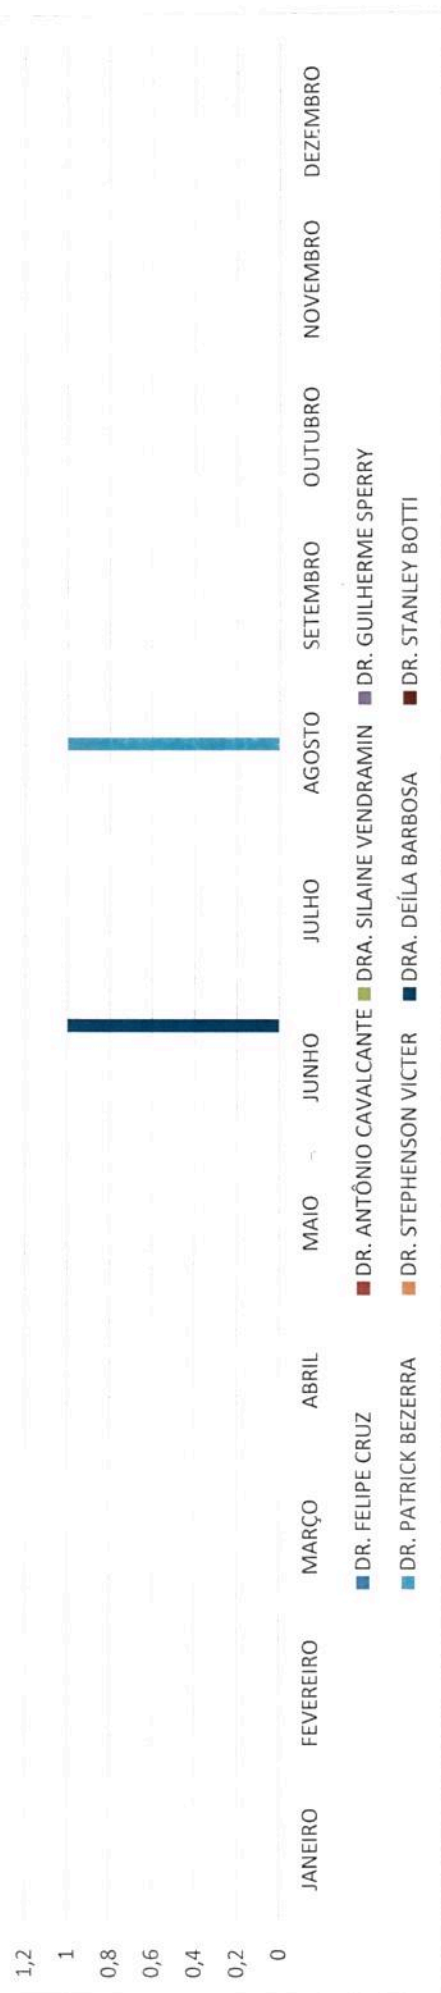 1,2
1
0,8
0,6
0,4
0,2
0
JANEIRO FEVEREIRO MARÇO ABRIL MAIO JUNHO JULHO AGOSTO SETEMBRO OUTUBRO NOVEMBRO DEZEMBRO
DR. FELIPE CRUZ DR. ANTÔNIO CAVALCANTE DRA. SILAINE VENDRAMIN DR. GUILHERME SPERRY
DR. PATRICK BEZERRA DR. STEPHENSON VICTER DRA. DEÍLA BARBOSA DR. STANLEY BOTTI